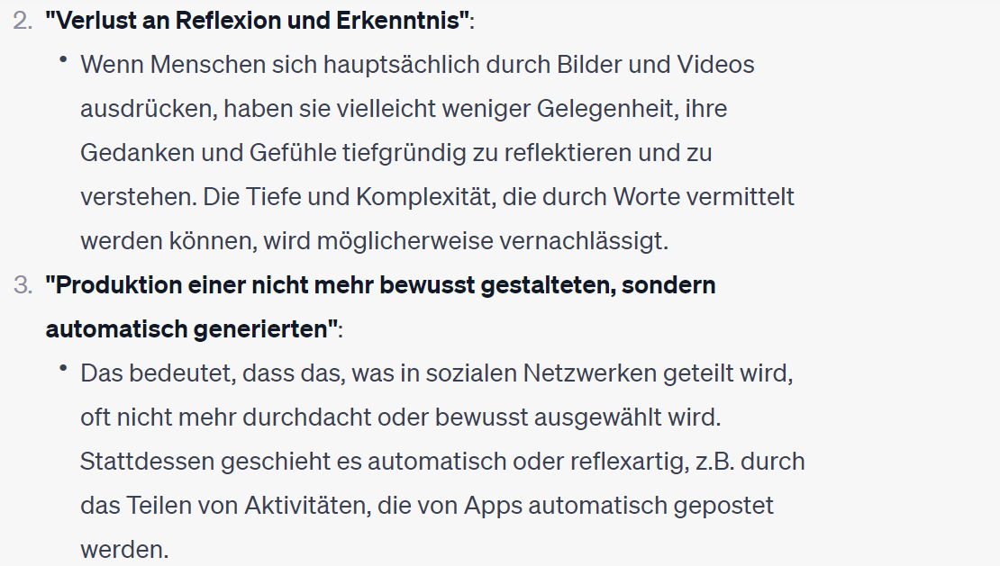 2. "Verlust an Reflexion und Erkenntnis":
• Wenn Menschen sich hauptsächlich durch Bilder und Videos
ausdrücken, haben sie vielleicht weniger Gelegenheit, ihre
Gedanken und Gefühle tiefgründig zu reflektieren und zu
verstehen. Die Tiefe und Komplexität, die durch Worte vermittelt
werden können, wird möglicherweise vernachlässigt.
3. "Produktion einer nicht mehr bewusst gestalteten, sondern
automatisch generierten":
• Das bedeutet, dass das, was in sozialen Netzwerken geteilt wird,
oft nicht mehr durchdacht oder bewusst ausgewählt wird.
Stattdessen geschieht es automatisch oder reflexartig, z.B. durch
das Teilen von Aktivitäten, die von Apps automatisch gepostet
werden.